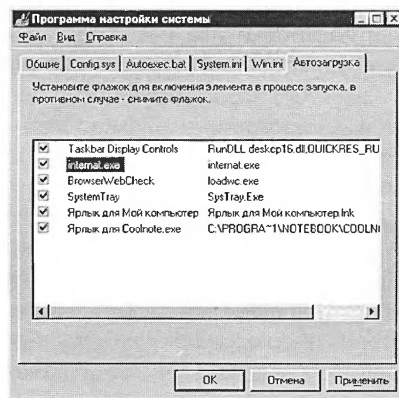 Программа настройки системы
Файл Вид Справка
Общие Config.sys Autoexec.bat System.ini Win.ini Автозагрузка
Установите флажок для включения элемента в процесс запуска, в
противном случае - снимите флажок.
Taskbar Display Controls RunDLL deskcp16.dll,QUICKRES_RU
internat.exe internat.exe
BrowserWebCheck loadwc.exe
SystemTray SysTray.Exe
Ярлык для Мой компьютер Ярлык для Мой компьютер.lnk
Ярлык для Coolnote.exe C:\PROGRA~1\NOTEBOOK\COOLN
OK Отмена Применить